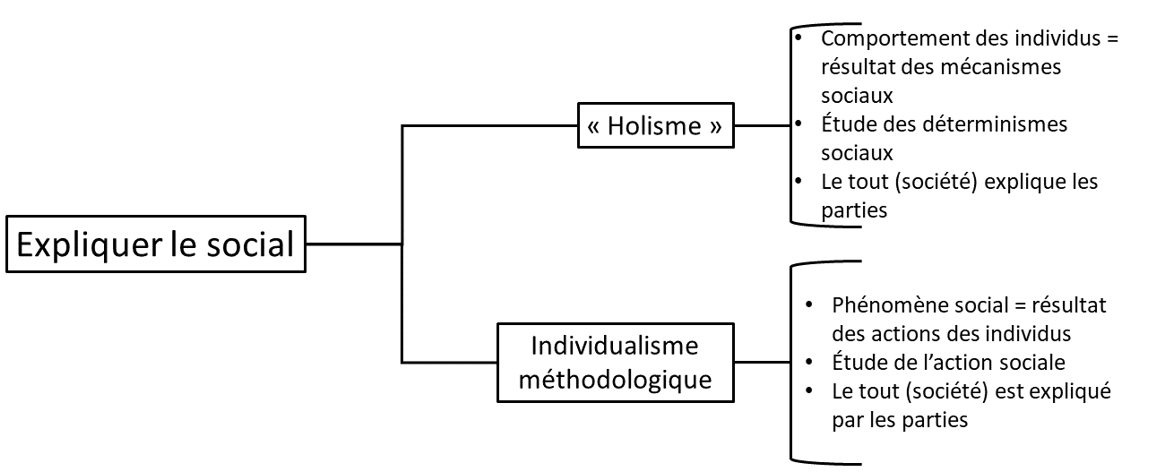 Expliquer le social
« Holisme »
• Comportement des individus =
résultat des mécanismes
sociaux
• Étude des déterminismes
sociaux
• Le tout (société) explique les
parties
Individualisme
méthodologique
• Phénomène social = résultat
des actions des individus
• Étude de l’action sociale
• Le tout (société) est expliqué
par les parties